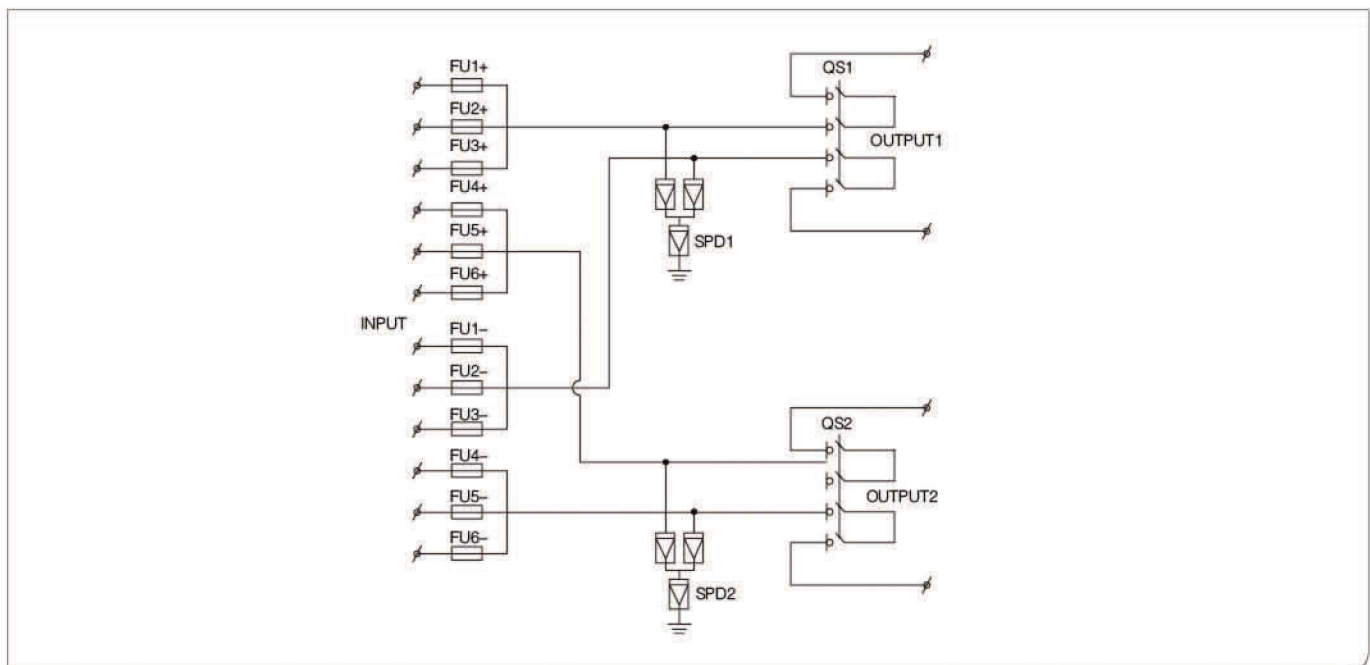 FU1+
QS1
FU2+
OUTPUT1
FU3+
FU4+
FU5+
SPD1
FU6+
INPUT
FU1–
FU2-
FU3–
QS2
FU4–
FU5–
OUTPUT2
FU6–
SPD2